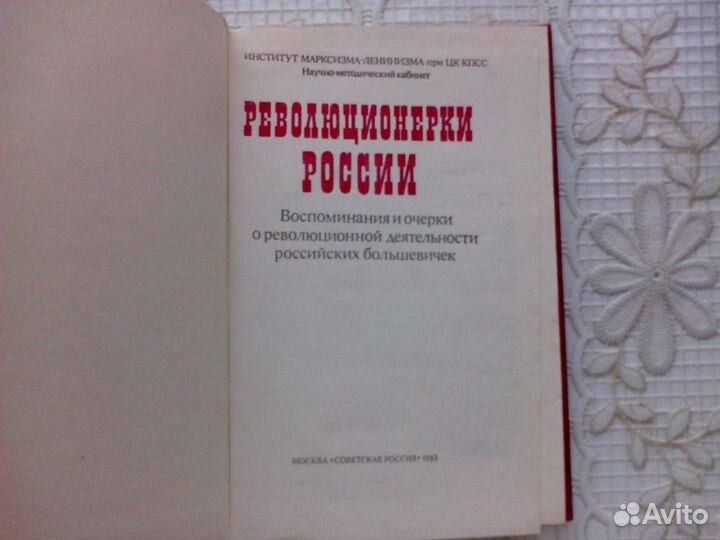 ИНСТИТУТ МАРКСИЗМА-ЛЕНИНИЗМА при ЦК КПСС
Научно-методический кабинет
РЕВОЛЮЦИОНЕРКИ
РОССИИ
Воспоминания и очерки
о революционной деятельности
российских большевичек
МОСКВА «СОВЕТСКАЯ РОССИЯ» 1983
Avito